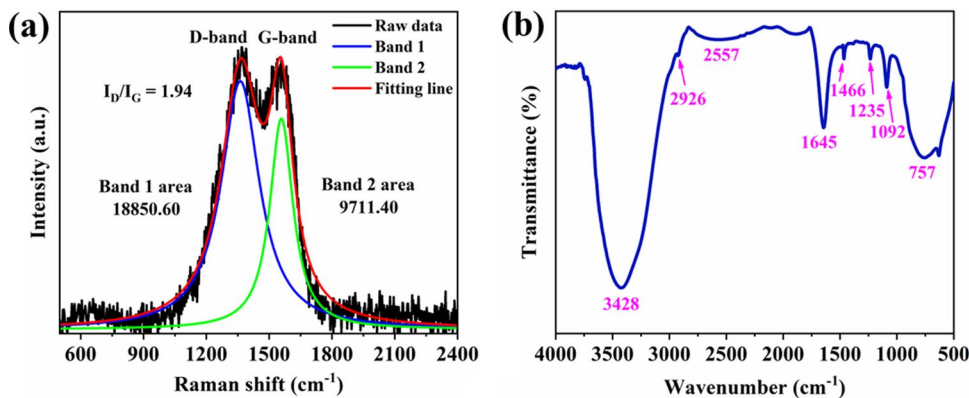 (a)
D-band G-band
Raw data
Band 1
Band 2
Fitting line
I_D/I_G = 1.94
Band 1 area
18850.60
Band 2 area
9711.40
Intensity (a.u.)
600 900 1200 1500 1800 2100 2400
Raman shift (cm⁻¹)
(b)
2557
2926
1466
1235
1092
1645
757
3428
Transmittance (%)
4000 3500 3000 2500 2000 1500 1000 500
Wavenumber (cm⁻¹)